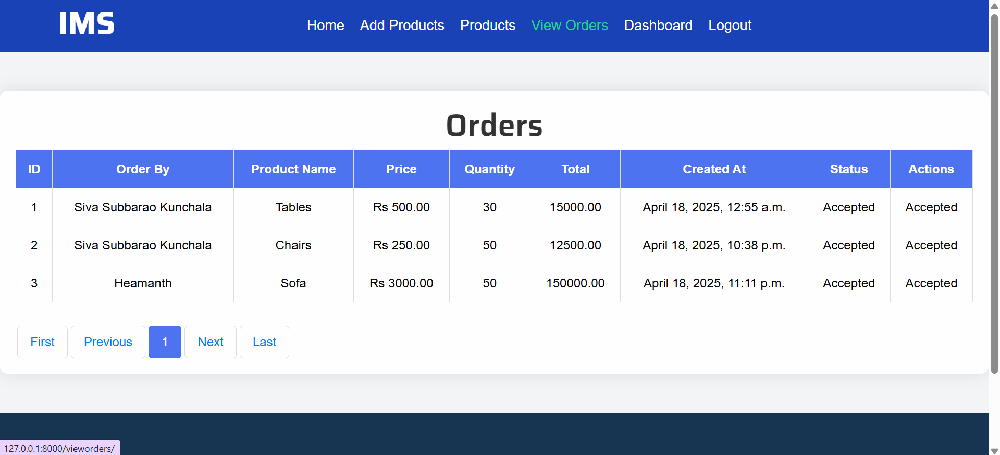 IMS
Home Add Products Products View Orders Dashboard Logout
Orders
ID Order By Product Name Price Quantity Total Created At Status Actions
1 Siva Subbarao Kunchala Tables Rs 500.00 30 15000.00 April 18, 2025, 12:55 a.m. Accepted Accepted
2 Siva Subbarao Kunchala Chairs Rs 250.00 50 12500.00 April 18, 2025, 10:38 p.m. Accepted Accepted
3 Heamanth Sofa Rs 3000.00 50 150000.00 April 18, 2025, 11:11 p.m. Accepted Accepted
First Previous 1 Next Last
127.0.0.1:8000/vieworders/